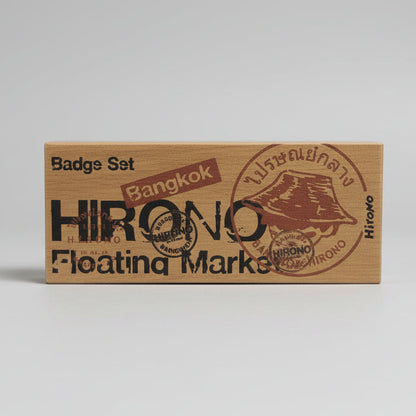 Badge Set
Bangkok
HIRONO
Floating Market
ไปรษณีย์กลาง
HIRONO
HIRONO
HIRONO
Hirono